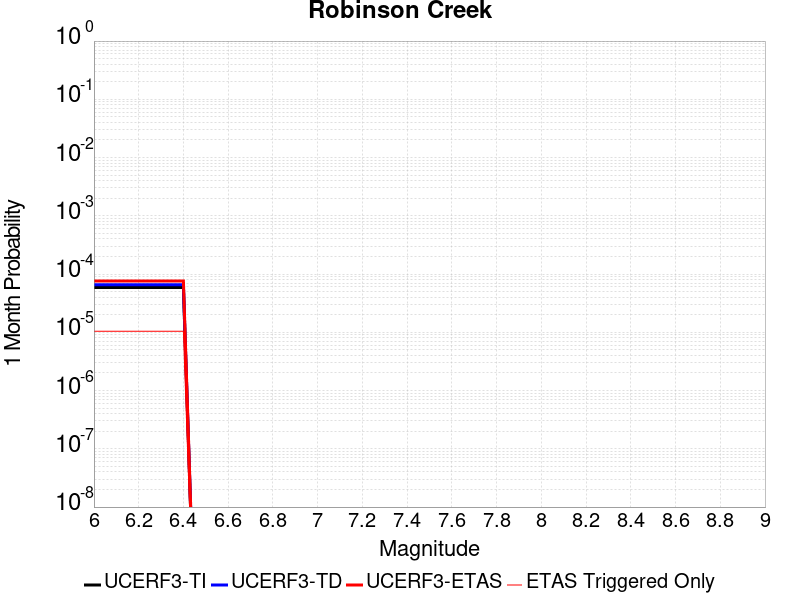 Robinson Creek
10^0
10^-1
10^-2
10^-3
10^-4
10^-5
10^-6
10^-7
10^-8
1 Month Probability
6 6.2 6.4 6.6 6.8 7 7.2 7.4 7.6 7.8 8 8.2 8.4 8.6 8.8 9
Magnitude
UCERF3-TI UCERF3-TD UCERF3-ETAS ETAS Triggered Only